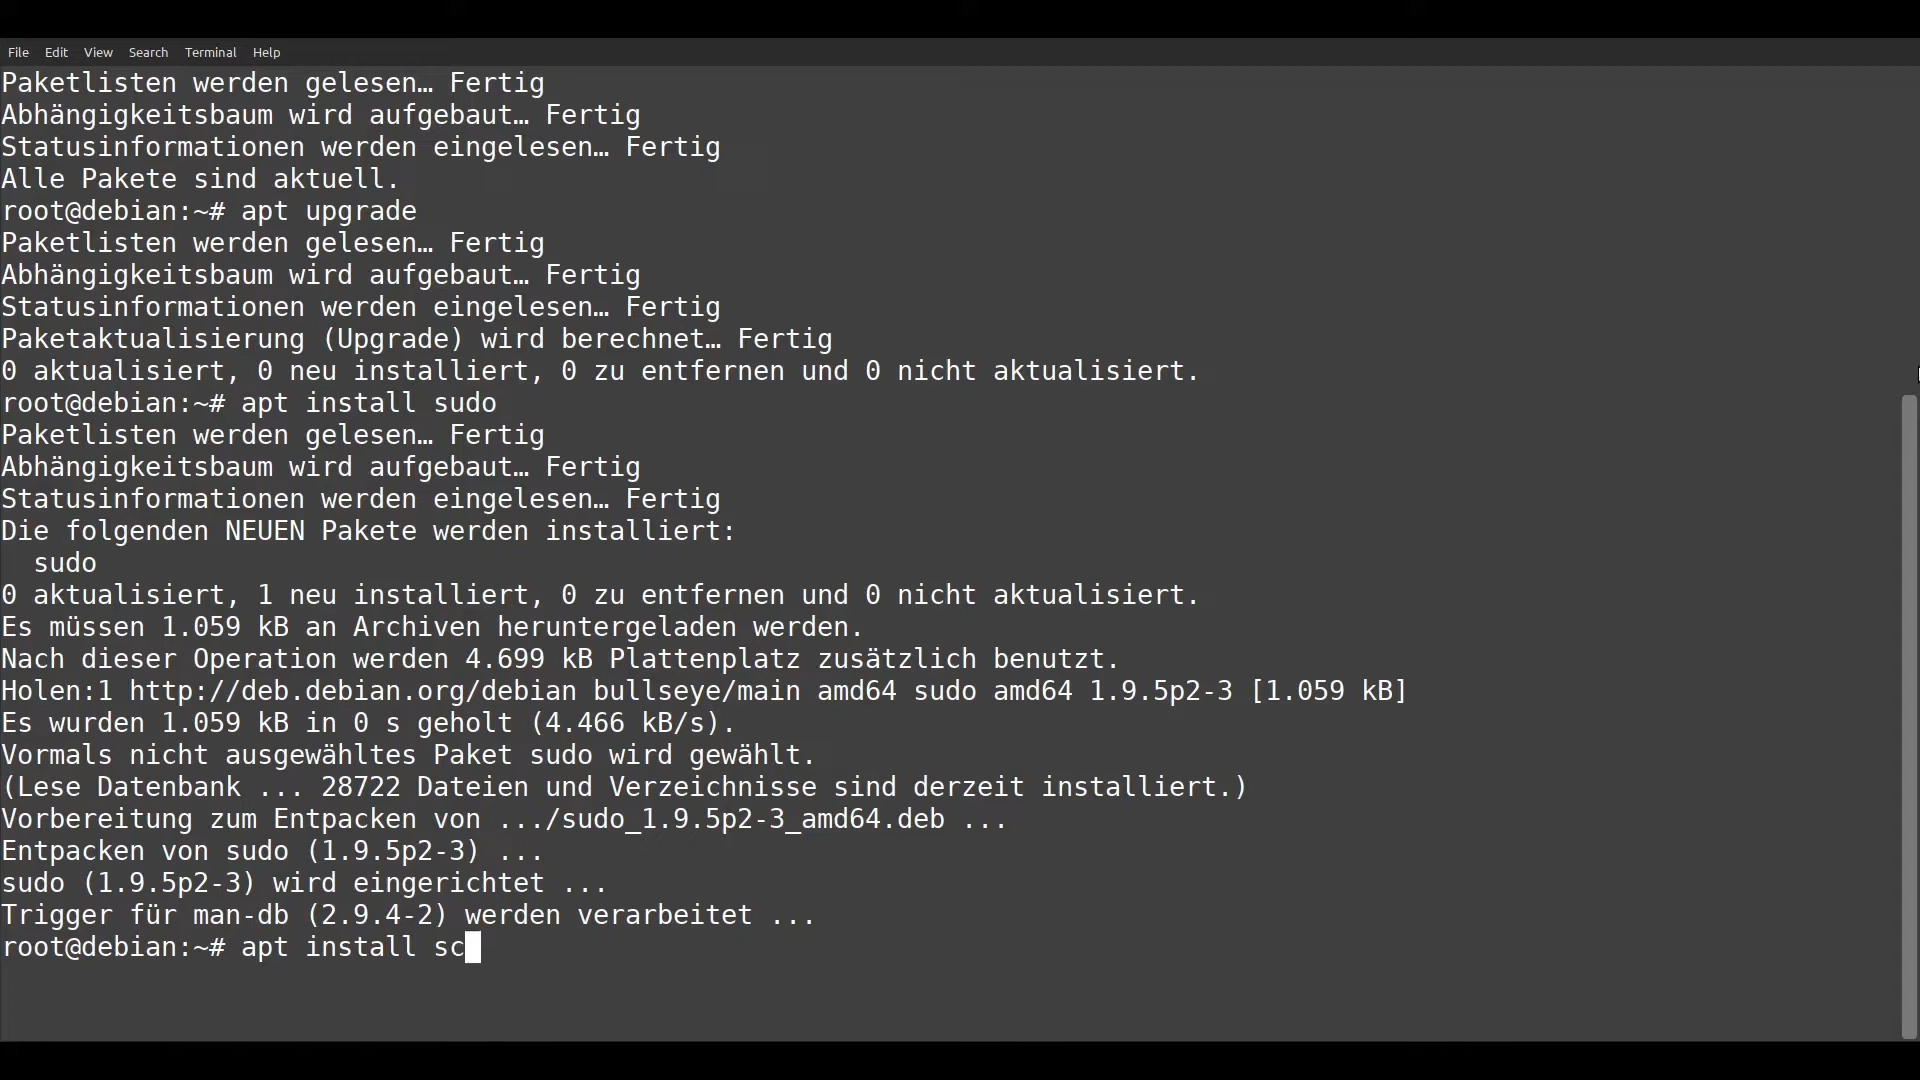 File Edit View Search Terminal Help
Paketlisten werden gelesen… Fertig
Abhängigkeitsbaum wird aufgebaut… Fertig
Statusinformationen werden eingelesen… Fertig
Alle Pakete sind aktuell.
root@debian:~# apt upgrade
Paketlisten werden gelesen… Fertig
Abhängigkeitsbaum wird aufgebaut… Fertig
Statusinformationen werden eingelesen… Fertig
Paketaktualisierung (Upgrade) wird berechnet… Fertig
0 aktualisiert, 0 neu installiert, 0 zu entfernen und 0 nicht aktualisiert.
root@debian:~# apt install sudo
Paketlisten werden gelesen… Fertig
Abhängigkeitsbaum wird aufgebaut… Fertig
Statusinformationen werden eingelesen… Fertig
Die folgenden NEUEN Pakete werden installiert:
  sudo
0 aktualisiert, 1 neu installiert, 0 zu entfernen und 0 nicht aktualisiert.
Es müssen 1.059 kB an Archiven heruntergeladen werden.
Nach dieser Operation werden 4.699 kB Plattenplatz zusätzlich benutzt.
Holen:1 http://deb.debian.org/debian bullseye/main amd64 sudo amd64 1.9.5p2-3 [1.059 kB]
Es wurden 1.059 kB in 0 s geholt (4.466 kB/s).
Vormals nicht ausgewähltes Paket sudo wird gewählt.
(Lese Datenbank ... 28722 Dateien und Verzeichnisse sind derzeit installiert.)
Vorbereitung zum Entpacken von .../sudo_1.9.5p2-3_amd64.deb ...
Entpacken von sudo (1.9.5p2-3) ...
sudo (1.9.5p2-3) wird eingerichtet ...
Trigger für man-db (2.9.4-2) werden verarbeitet ...
root@debian:~# apt install sc